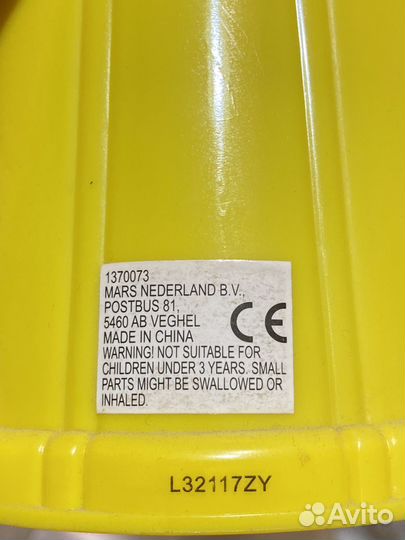 1370073
MARS NEDERLAND B.V.,
POSTBUS 81,
5460 AB VEGHEL
MADE IN CHINA
WARNING! NOT SUITABLE FOR
CHILDREN UNDER 3 YEARS. SMALL
PARTS MIGHT BE SWALLOWED OR
INHALED.
CE
L32117ZY
Avito